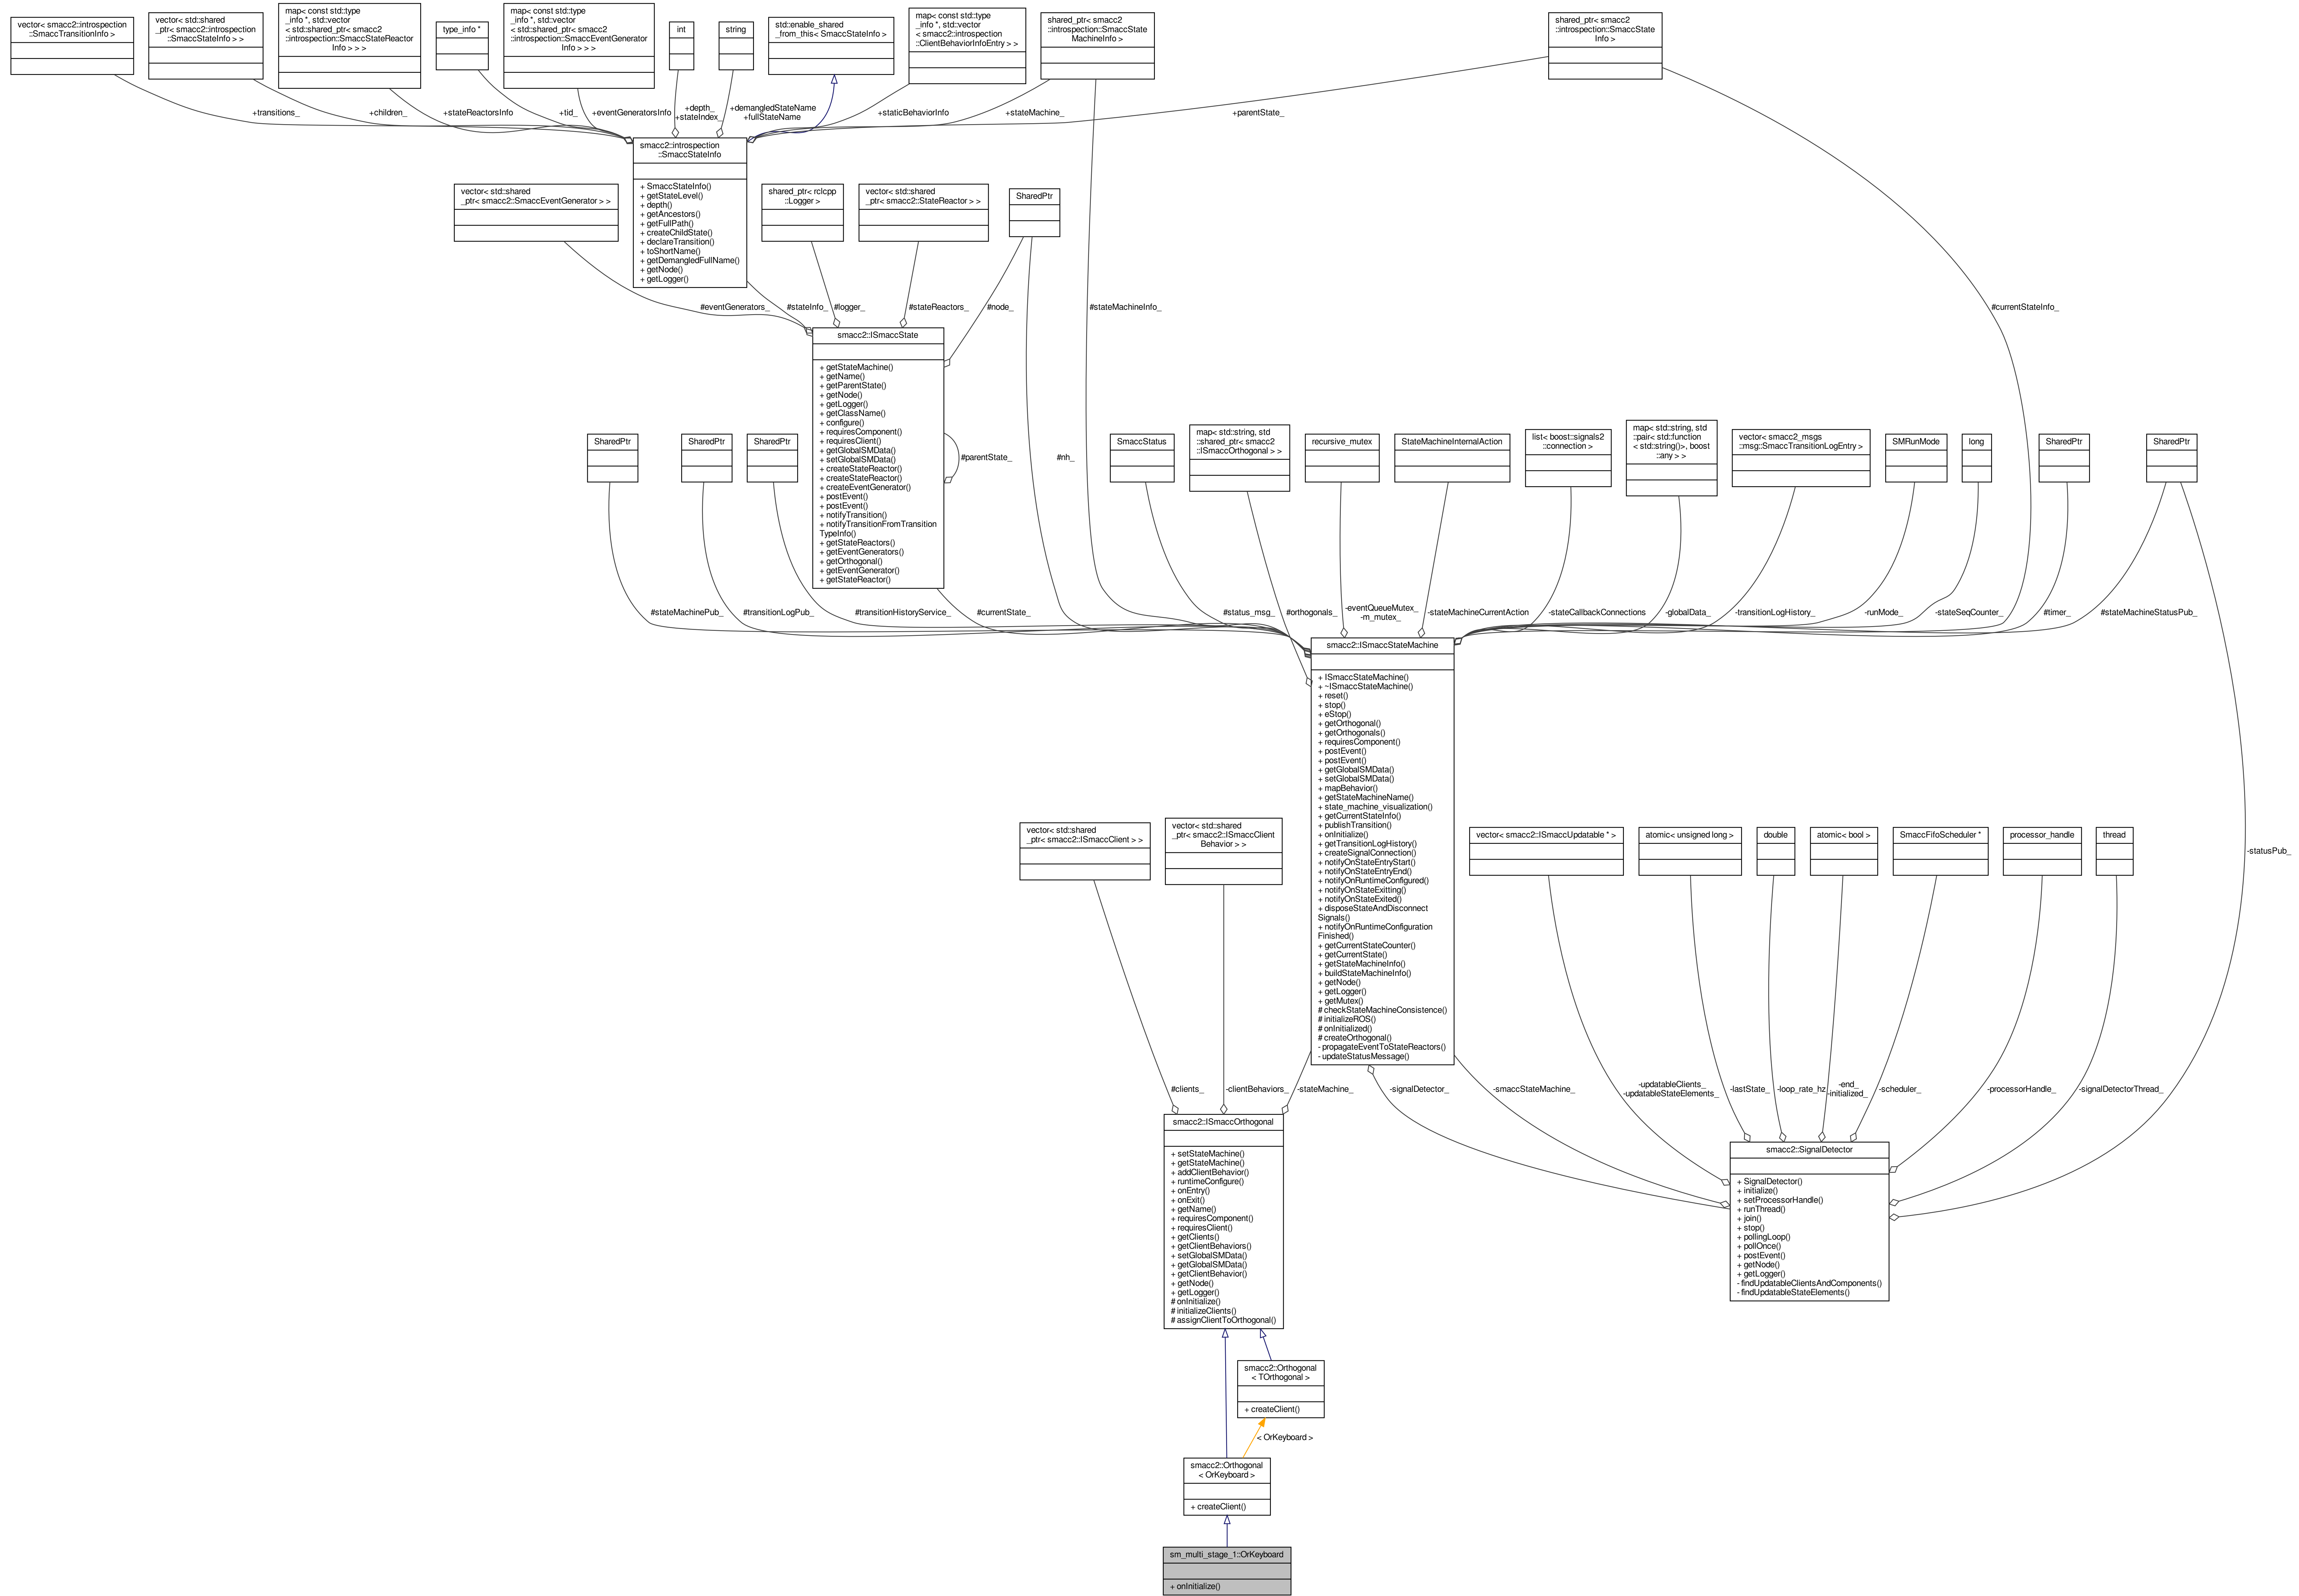 vector< smacc2::introspection
::SmaccTransitionInfo >
vector< std::shared
_ptr< smacc2::introspection
::SmaccStateInfo > >
map< const std::type
_info *, std::vector
< std::shared_ptr< smacc2
::introspection::SmaccStateReactor
Info > > >
type_info *
map< const std::type
_info *, std::vector
< std::shared_ptr< smacc2
::introspection::SmaccEventGenerator
Info > > >
int
string
std::enable_shared
_from_this< SmaccStateInfo >
map< const std::type
_info *, std::vector
< smacc2::introspection
::ClientBehaviorInfoEntry > >
shared_ptr< smacc2
::introspection::SmaccState
MachineInfo >
shared_ptr< smacc2
::introspection::SmaccState
Info >
+transitions_
+children_
+stateReactorsInfo
+tid_
+eventGeneratorsInfo
+depth_
+stateIndex_
+demangledStateName
+fullStateName
+staticBehaviorInfo
+stateMachine_
+parentState_
smacc2::introspection
::SmaccStateInfo
+ SmaccStateInfo()
+ getStateLevel()
+ depth()
+ getAncestors()
+ getFullPath()
+ createChildState()
+ declareTransition()
+ toShortName()
+ getDemangledFullName()
+ getNode()
+ getLogger()
vector< std::shared
_ptr< smacc2::SmaccEventGenerator > >
shared_ptr< rclcpp
::Logger >
vector< std::shared
_ptr< smacc2::StateReactor > >
SharedPtr
#eventGenerators_
#stateInfo_
#logger_
#stateReactors_
#node_
#stateMachineInfo_
#currentStateInfo_
smacc2::ISmaccState
+ getStateMachine()
+ getName()
+ getParentState()
+ getNode()
+ getLogger()
+ getClassName()
+ configure()
+ requiresComponent()
+ requiresClient()
+ getGlobalSMData()
+ setGlobalSMData()
+ createStateReactor()
+ createStateReactor()
+ createEventGenerator()
+ postEvent()
+ postEvent()
+ notifyTransition()
+ notifyTransitionFromTransition
TypeInfo()
+ getStateReactors()
+ getEventGenerators()
+ getOrthogonal()
+ getEventGenerator()
+ getStateReactor()
#parentState_
#nh_
SharedPtr
SharedPtr
SharedPtr
SmaccStatus
map< std::string, std
::shared_ptr< smacc2
::ISmaccOrthogonal > >
recursive_mutex
StateMachineInternalAction
list< boost::signals2
::connection >
map< std::string, std
::pair< std::function
< std::string()>, boost
::any > >
vector< smacc2_msgs
::msg::SmaccTransitionLogEntry >
SMRunMode
long
SharedPtr
SharedPtr
#stateMachinePub_
#transitionLogPub_
#transitionHistoryService_
#currentState_
#status_msg_
#orthogonals_
-eventQueueMutex_
-m_mutex_
-stateMachineCurrentAction
-stateCallbackConnections
-globalData_
-transitionLogHistory_
-runMode_
-stateSeqCounter_
#timer_
#stateMachineStatusPub_
smacc2::ISmaccStateMachine
+ ISmaccStateMachine()
+ ~ISmaccStateMachine()
+ reset()
+ stop()
+ eStop()
+ getOrthogonal()
+ getOrthogonals()
+ requiresComponent()
+ postEvent()
+ postEvent()
+ getGlobalSMData()
+ setGlobalSMData()
+ mapBehavior()
+ getStateMachineName()
+ state_machine_visualization()
+ getCurrentStateInfo()
+ publishTransition()
+ onInitialize()
+ getTransitionLogHistory()
+ createSignalConnection()
+ notifyOnStateEntryStart()
+ notifyOnStateEntryEnd()
+ notifyOnRuntimeConfigured()
+ notifyOnStateExitting()
+ notifyOnStateExited()
+ disposeStateAndDisconnect
Signals()
+ notifyOnRuntimeConfiguration
Finished()
+ getCurrentStateCounter()
+ getCurrentState()
+ getStateMachineInfo()
+ buildStateMachineInfo()
+ getNode()
+ getLogger()
+ getMutex()
# checkStateMachineConsistence()
# initializeROS()
# onInitialized()
# createOrthogonal()
- propagateEventToStateReactors()
- updateStatusMessage()
vector< std::shared
_ptr< smacc2::ISmaccClient > >
vector< std::shared
_ptr< smacc2::ISmaccClient
Behavior > >
vector< smacc2::ISmaccUpdatable * >
atomic< unsigned long >
double
atomic< bool >
SmaccFifoScheduler *
processor_handle
thread
-statusPub_
#clients_
-clientBehaviors_
-stateMachine_
-signalDetector_
-smaccStateMachine_
-updatableClients_
-updatableStateElements_
-lastState_
-loop_rate_hz
-end_
-initialized_
-scheduler_
-processorHandle_
-signalDetectorThread_
smacc2::ISmaccOrthogonal
+ setStateMachine()
+ getStateMachine()
+ addClientBehavior()
+ runtimeConfigure()
+ onEntry()
+ onExit()
+ getName()
+ requiresComponent()
+ requiresClient()
+ getClients()
+ getClientBehaviors()
+ setGlobalSMData()
+ getGlobalSMData()
+ getClientBehavior()
+ getNode()
+ getLogger()
# onInitialize()
# initializeClients()
# assignClientToOrthogonal()
smacc2::SignalDetector
+ SignalDetector()
+ initialize()
+ setProcessorHandle()
+ runThread()
+ join()
+ stop()
+ pollingLoop()
+ pollOnce()
+ postEvent()
+ getNode()
+ getLogger()
- findUpdatableClientsAndComponents()
- findUpdatableStateElements()
smacc2::Orthogonal
< TOrthogonal >
+ createClient()
< OrKeyboard >
smacc2::Orthogonal
< OrKeyboard >
+ createClient()
sm_multi_stage_1::OrKeyboard
+ onInitialize()